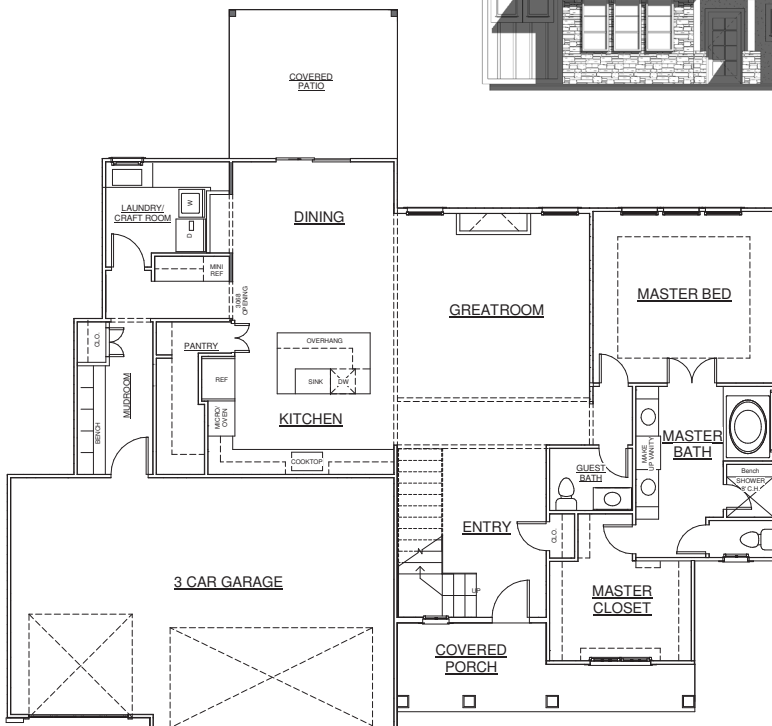 COVERED
PATIO
LAUNDRY/
CRAFT ROOM
W
D
DINING
MINI
REF
3068
OPENING
GREATROOM
MASTER BED
CLO.
PANTRY
OVERHANG
REF
SINK
DW
MUDROOM
BENCH
MICRO/
OVEN
KITCHEN
COOKTOP
MAKE
UP VANITY
MASTER
BATH
GUEST
BATH
Bench
SHOWER
8' C.H.
ENTRY
CLO.
UP
3 CAR GARAGE
MASTER
CLOSET
COVERED
PORCH